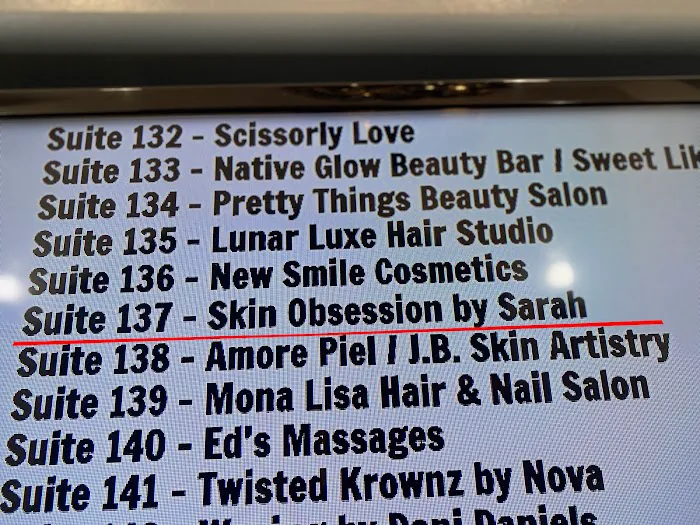 Suite 132 - Scissorly Love
Suite 133 - Native Glow Beauty Bar / Sweet
Suite 134 - Pretty Things Beauty Salon
Suite 135 - Lunar Luxe Hair Studio
Suite 136 - New Smile Cosmetics
Suite 137 - Skin Obsession by Sarah
Suite 138 - Amore Piel / J.B. Skin Artistry
Suite 139 - Mona Lisa Hair & Nail Salon
Suite 140 - Ed's Massages
Suite 141 - Twisted Krownz by Nova
by Dani Daniels